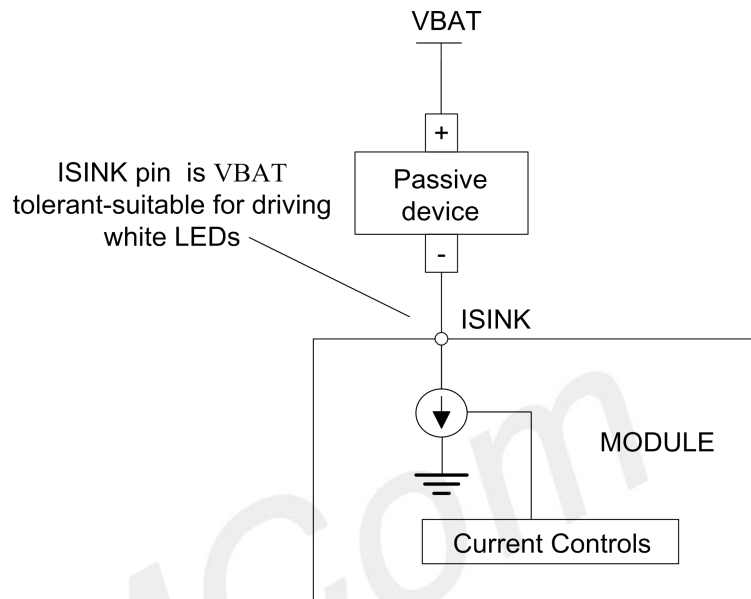 VBAT
+
ISINK pin is VBAT
tolerant-suitable for driving
white LEDs
Passive
device
-
ISINK
MODULE
Current Controls